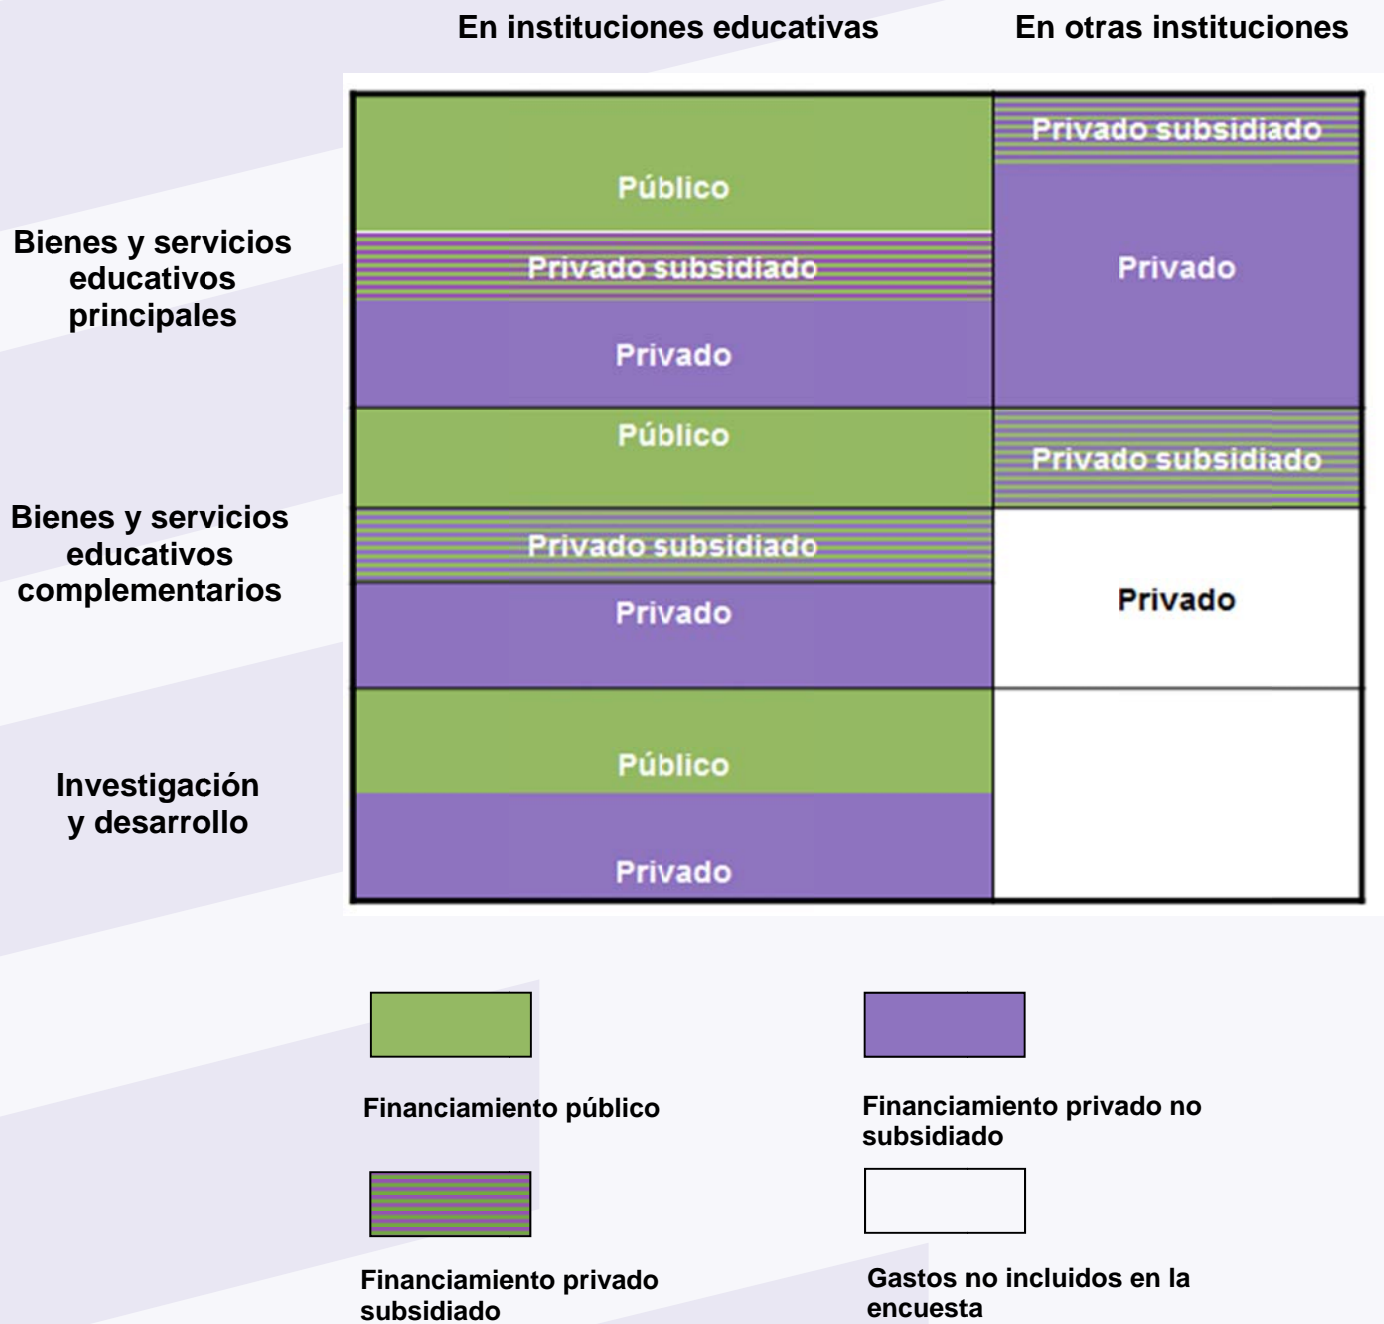 En instituciones educativas
En otras instituciones
Bienes y servicios
educativos
principales
Público
Privado subsidiado
Privado
Privado subsidiado
Privado
Bienes y servicios
educativos
complementarios
Público
Privado subsidiado
Privado
Privado subsidiado
Privado
Investigación
y desarrollo
Público
Privado
Financiamiento público
Financiamiento privado no
subsidiado
Financiamiento privado
subsidiado
Gastos no incluidos en la
encuesta